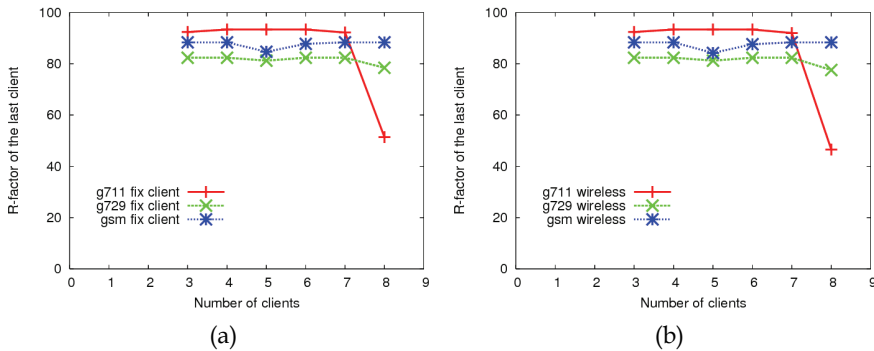 100
80
60
40
20
0
R-factor of the last client
g711 fix client
g729 fix client
gsm fix client
0 1 2 3 4 5 6 7 8 9
Number of clients
(a)
100
80
60
40
20
0
R-factor of the last client
g711 wireless
g729 wireless
gsm wireless
0 1 2 3 4 5 6 7 8 9
Number of clients
(b)